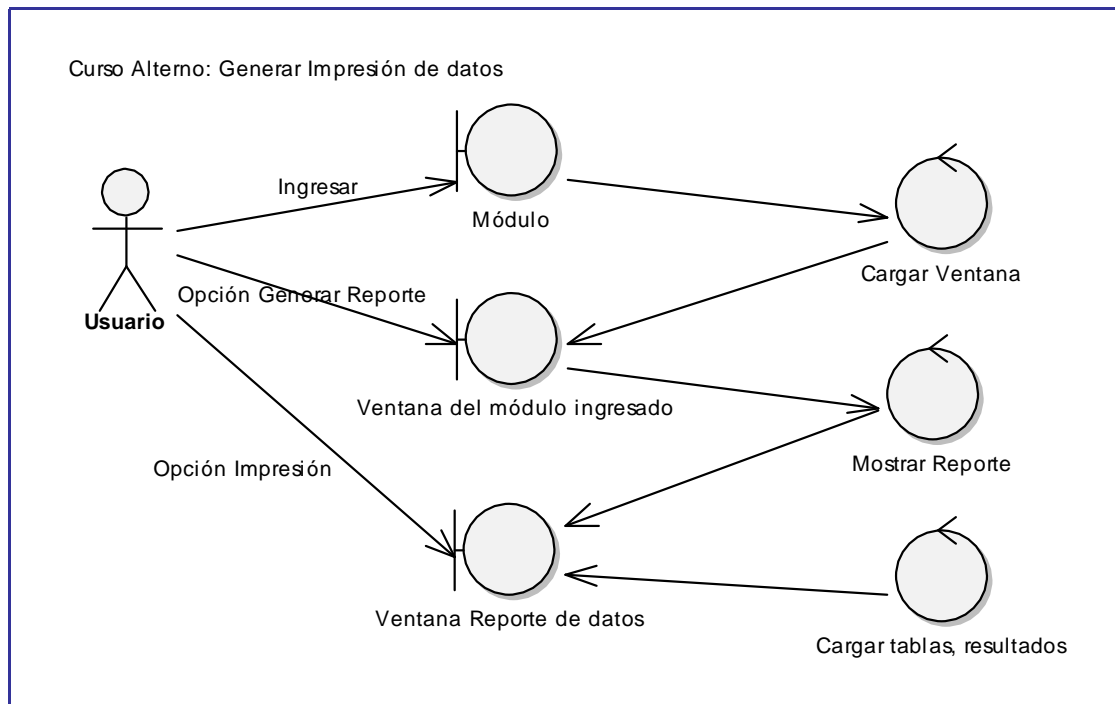 Curso Alterno: Generar Impresión de datos
Ingresar
Módulo
Cargar Ventana
Opción Generar Reporte
Usuario
Ventana del módulo ingresado
Mostrar Reporte
Opción Impresión
Ventana Reporte de datos
Cargar tablas, resultados